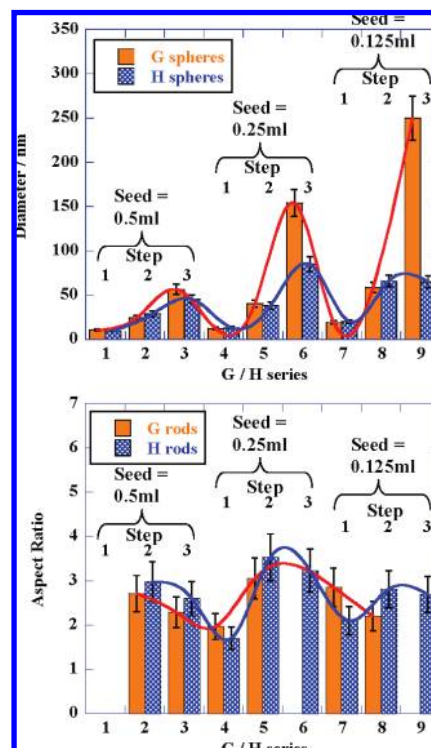 350
300
250
200
150
100
50
0
Diameter / nm
G spheres
H spheres
Seed =
0.5ml
Step
1 2 3
Seed =
0.25ml
Step
1 2 3
Seed =
0.125ml
Step
1 2 3
1 2 3 4 5 6 7 8 9
G / H series
7
6
5
4
3
2
1
0
Aspect Ratio
G rods
H rods
Seed =
0.5ml
Step
1 2 3
Seed =
0.25ml
Step
1 2 3
Seed =
0.125ml
Step
1 2 3
1 2 3 4 5 6 7 8 9
G / H series